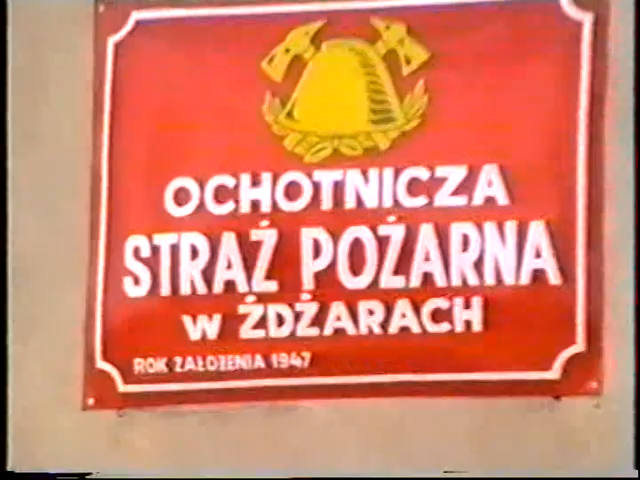 OCHOTNICZA
STRAŻ POŻARNA
W ŻDŻARACH
ROK ZAŁOŻENIA 1947